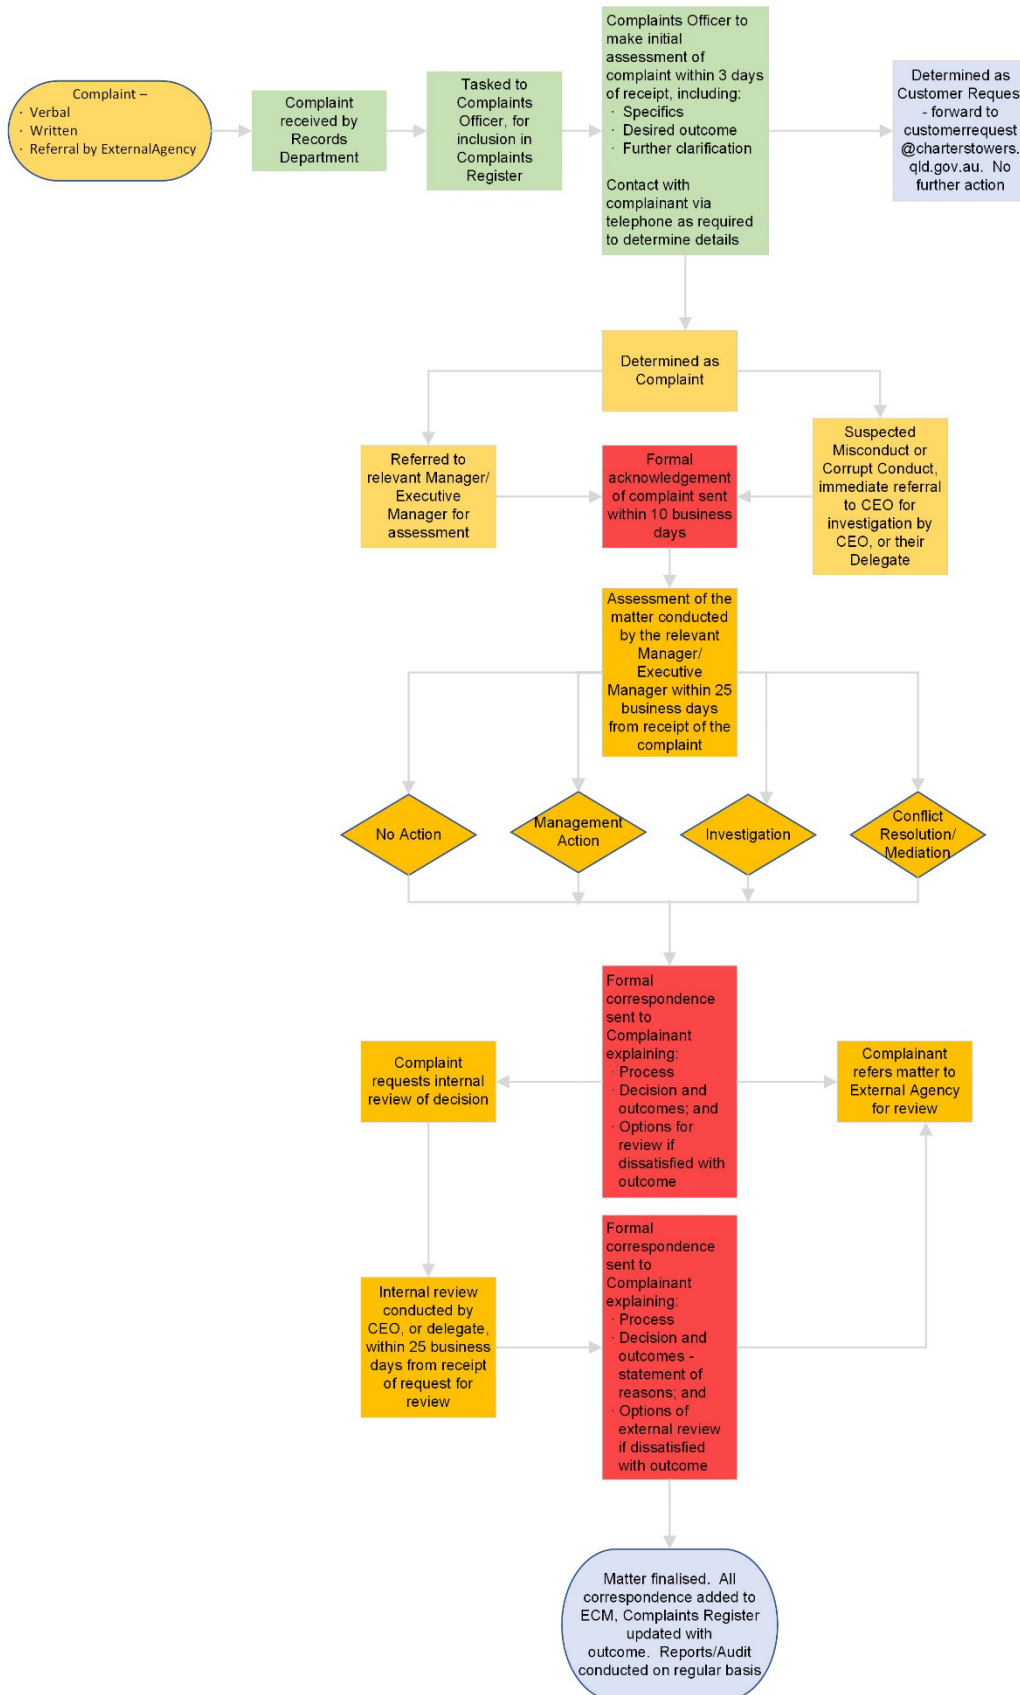 Complaint –
· Verbal
· Written
· Referral by ExternalAgency
Complaint
received by
Records
Department
Tasked to
Complaints
Officer, for
inclusion in
Complaints
Register
Complaints Officer to
make initial
assessment of
complaint within 3 days
of receipt, including:
· Specifics
· Desired outcome
· Further clarification
Contact with
complainant via
telephone as required
to determine details
Determined as
Customer Reques
- forward to
customerrequest
@charterstowers.
qld.gov.au.  No
further action
Determined as
Complaint
Referred to
relevant Manager/
Executive
Manager for
assessment
Formal
acknowledgement
of complaint sent
within 10 business
days
Suspected
Misconduct or
Corrupt Conduct,
immediate referral
to CEO for
investigation by
CEO, or their
Delegate
Assessment of the
matter conducted
by the relevant
Manager/
Executive
Manager within 25
business days
from receipt of the
complaint
No Action
Management
Action
Investigation
Conflict
Resolution/
Mediation
Formal
correspondence
sent to
Complainant
explaining:
· Process
· Decision and
outcomes; and
· Options for
review if
dissatisfied with
outcome
Complaint
requests internal
review of decision
Complainant
refers matter to
External Agency
for review
Internal review
conducted by
CEO, or delegate,
within 25 business
days from receipt
of request for
review
Formal
correspondence
sent to
Complainant
explaining:
· Process
· Decision and
outcomes -
statement of
reasons; and
· Options of
external review
if dissatisfied
with outcome
Matter finalised.  All
correspondence added to
ECM, Complaints Register
updated with
outcome.  Reports/Audit
conducted on regular basis